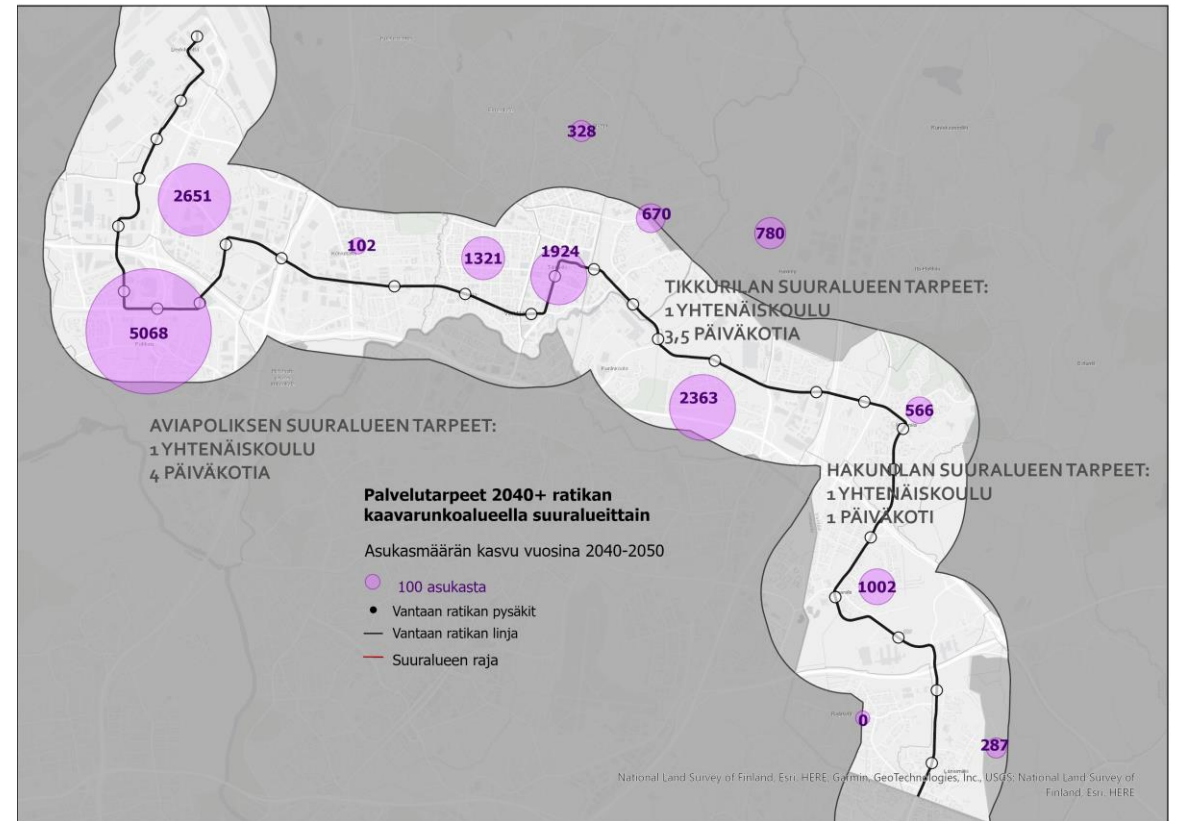 328
2651
670
780
102
1321
1924
TIKKURILAN SUURALUEEN TARPEET:
1 YHTENÄISKOULU
3,5 PÄIVÄKOTIA
5068
2363
566
AVIAPOLIKSEN SUURALUEEN TARPEET:
1 YHTENÄISKOULU
4 PÄIVÄKOTIA
HAKUNILAN SUURALUEEN TARPEET:
1 YHTENÄISKOULU
1 PÄIVÄKOTI
Palvelutarpeet 2040+ ratikan
kaavarunkoalueella suuralueittain
Asukasmäärän kasvu vuosina 2040-2050
100 asukasta
Vantaan ratikan pysäkit
Vantaan ratikan linja
Suuralueen raja
1002
0
287
National Land Survey of Finland, Esri, HERE, Garmin, GeoTechnologies, Inc., USGS; National Land Survey of
Finland, Esri, HERE